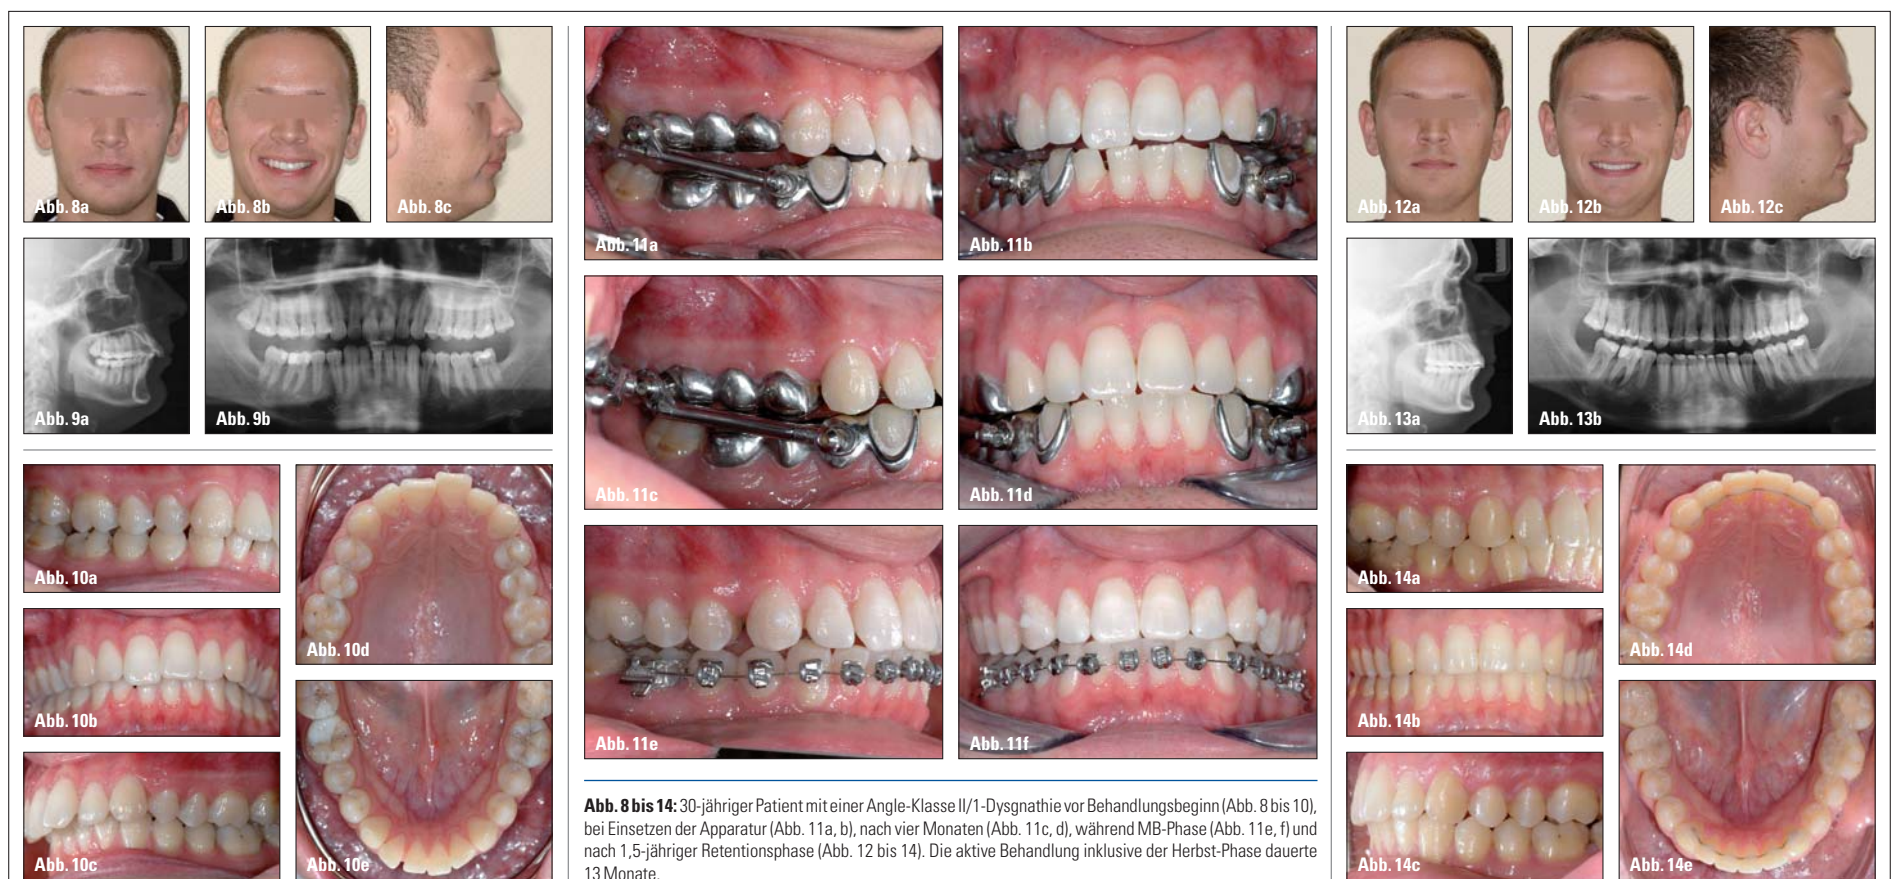 Abb. 8a
Abb. 8b
Abb. 8c
Abb. 9a
Abb. 9b
Abb. 10a
Abb. 10b
Abb. 10c
Abb. 10d
Abb. 10e
Abb. 11a
Abb. 11b
Abb. 11c
Abb. 11d
Abb. 11e
Abb. 11f
Abb. 8 bis 14: 30-jähriger Patient mit einer Angle-Klasse II/1-Dysgnathie vor Behandlungsbeginn (Abb. 8 bis 10),
bei Einsetzen der Apparatur (Abb. 11a, b), nach vier Monaten (Abb. 11c, d), während MB-Phase (Abb. 11e, f) und
nach 1,5-jähriger Retentionsphase (Abb. 12 bis 14). Die aktive Behandlung inklusive der Herbst-Phase dauerte
13 Monate.
Abb. 12a
Abb. 12b
Abb. 12c
Abb. 13a
Abb. 13b
Abb. 14a
Abb. 14b
Abb. 14c
Abb. 14d
Abb. 14e